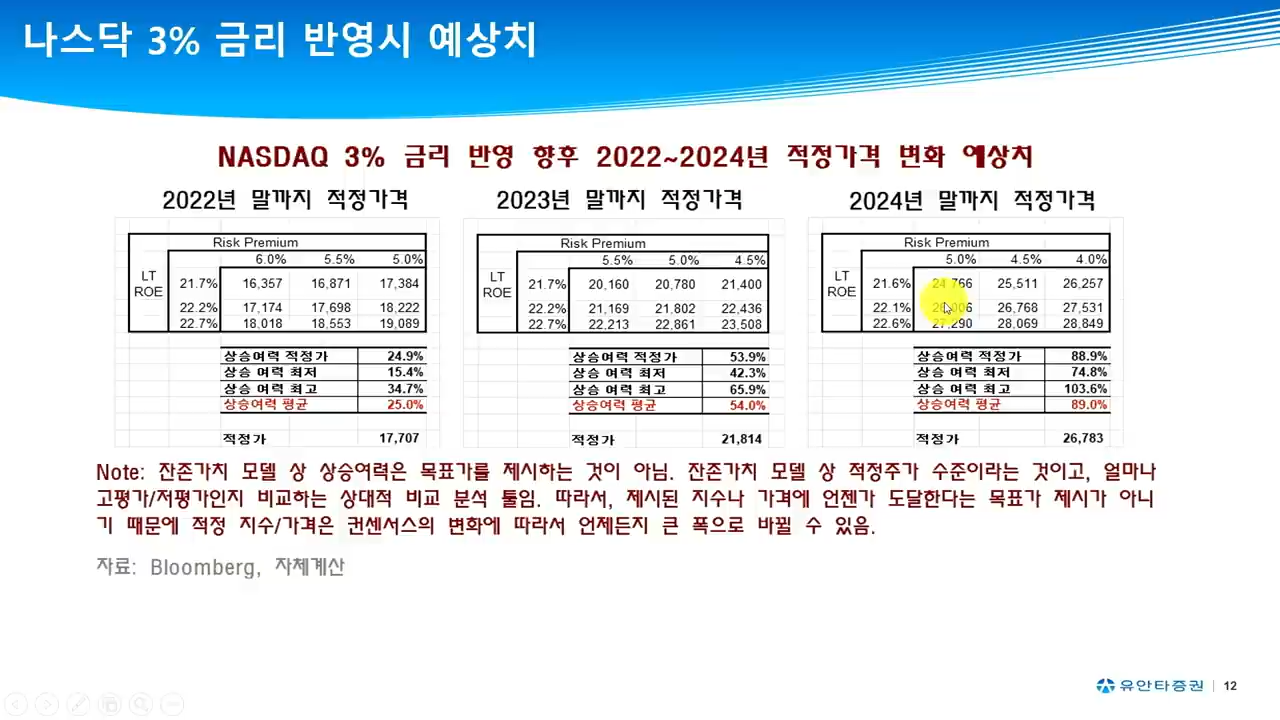 나스닥 3% 금리 반영시 예상치
NASDAQ 3% 금리 반영 향후 2022~2024년 적정가격 변화 예상치
2022년 말까지 적정가격
Risk Premium
6.0% 5.5% 5.0%
LT ROE
21.7% 16,357 16,871 17,384
22.2% 17,174 17,698 18,222
22.7% 18,018 18,553 19,089
상승여력 적정가 24.9%
상승여력 최저 15.4%
상승여력 최고 34.7%
상승여력 평균 25.0%
적정가 17,707
2023년 말까지 적정가격
Risk Premium
5.5% 5.0% 4.5%
LT ROE
21.7% 20,160 20,780 21,400
22.2% 21,169 21,802 22,436
22.7% 22,213 22,861 23,508
상승여력 적정가 53.9%
상승여력 최저 42.3%
상승여력 최고 65.9%
상승여력 평균 54.0%
적정가 21,814
2024년 말까지 적정가격
Risk Premium
5.0% 4.5% 4.0%
LT ROE
21.6% 24,766 25,511 26,257
22.1% 26,006 26,768 27,531
22.6% 27,290 28,069 28,849
상승여력 적정가 88.9%
상승여력 최저 74.8%
상승여력 최고 103.6%
상승여력 평균 89.0%
적정가 26,783
Note: 잔존가치 모델 상 상승여력은 목표가를 제시하는 것이 아님. 잔존가치 모델 상 적정주가 수준이라는 것이고, 얼마나
고평가/저평가인지 비교하는 상대적 비교 분석 툴임. 따라서, 제시된 지수나 가격에 언젠가 도달한다는 목표가 제시가 아니
기 때문에 적정 지수/가격은 컨센서스의 변화에 따라서 언제든지 큰 폭으로 바뀔 수 있음.
자료: Bloomberg, 자체계산
유안타증권 12